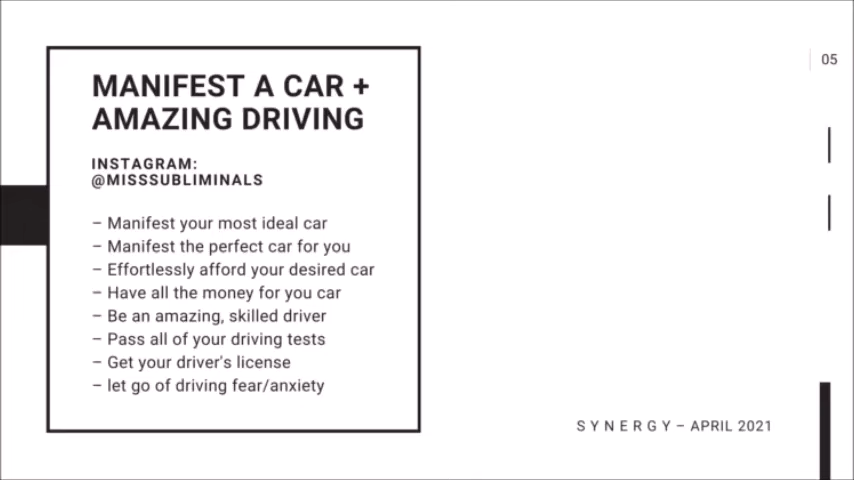 MANIFEST A CAR +
AMAZING DRIVING
INSTAGRAM:
@MISSSUBLIMINALS
– Manifest your most ideal car
– Manifest the perfect car for you
– Effortlessly afford your desired car
– Have all the money for you car
– Be an amazing, skilled driver
– Pass all of your driving tests
– Get your driver's license
– let go of driving fear/anxiety
05
SYNERGY – APRIL 2021